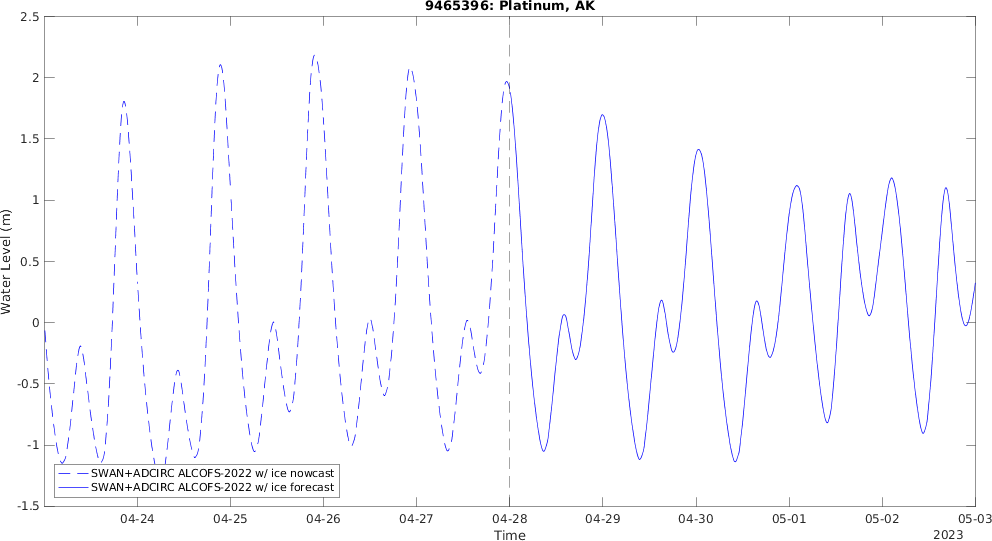 9465396: Platinum, AK
2.5
2
1.5
1
0.5
0
-0.5
-1
-1.5
Water Level (m)
SWAN+ADCIRC ALCOFS-2022 w/ ice nowcast
SWAN+ADCIRC ALCOFS-2022 w/ ice forecast
04-24 04-25 04-26 04-27 04-28 04-29 04-30 05-01 05-02 05-03
Time
2023